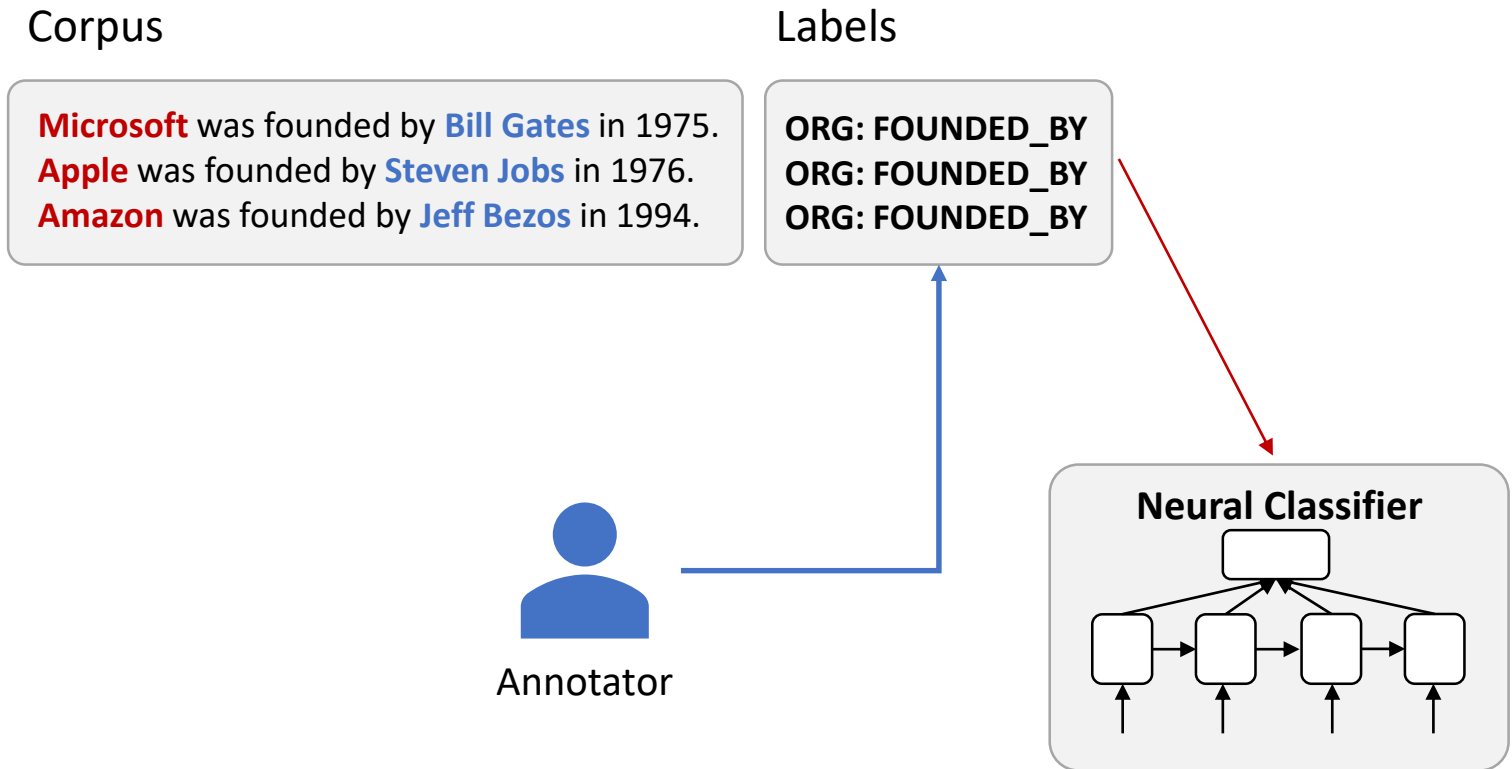 Corpus
Labels
Microsoft was founded by Bill Gates in 1975.
Apple was founded by Steven Jobs in 1976.
Amazon was founded by Jeff Bezos in 1994.
ORG: FOUNDED_BY
ORG: FOUNDED_BY
ORG: FOUNDED_BY
Annotator
Neural Classifier